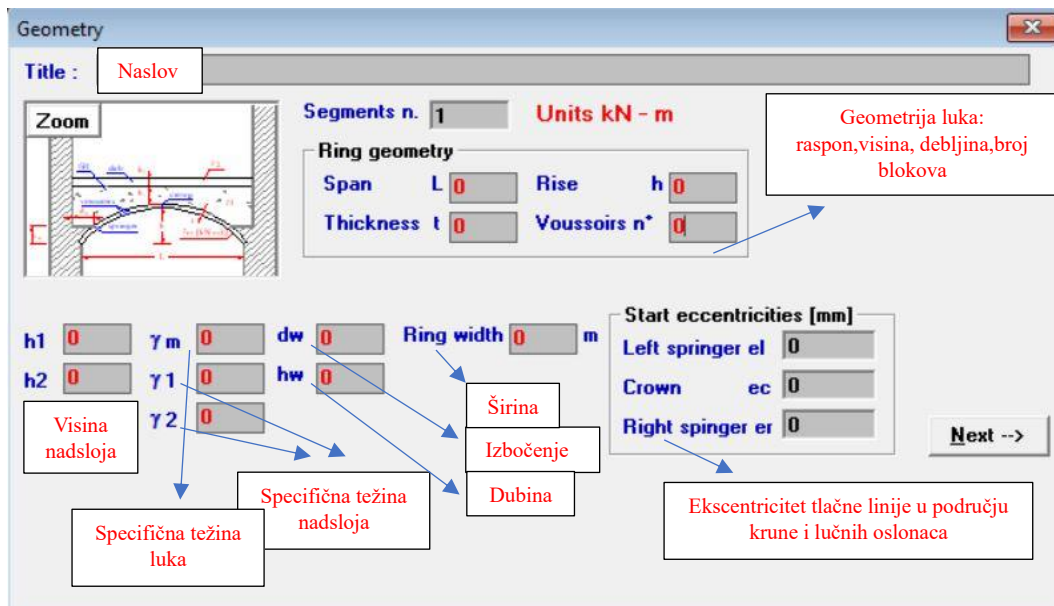 Geometry
Title :
Naslov
Zoom
Segments n. 1
Units kN - m
Geometrija luka:
raspon,visina, debljina,broj
blokova
Ring geometry
Span L 0
Rise h 0
Thickness t 0
Voussoirs n* 0
h1 0
γm 0
dw 0
Ring width 0 m
h2 0
γ1 0
hw 0
γ2 0
Start eccentricities [mm]
Left springer el 0
Crown ec 0
Right spinger er 0
Next -->
Visina
nadsloja
Širina
Izbočenje
Dubina
Specifična težina
nadsloja
Specifična težina
luka
Ekscentricitet tlačne linije u području
krune i lučnih oslonaca